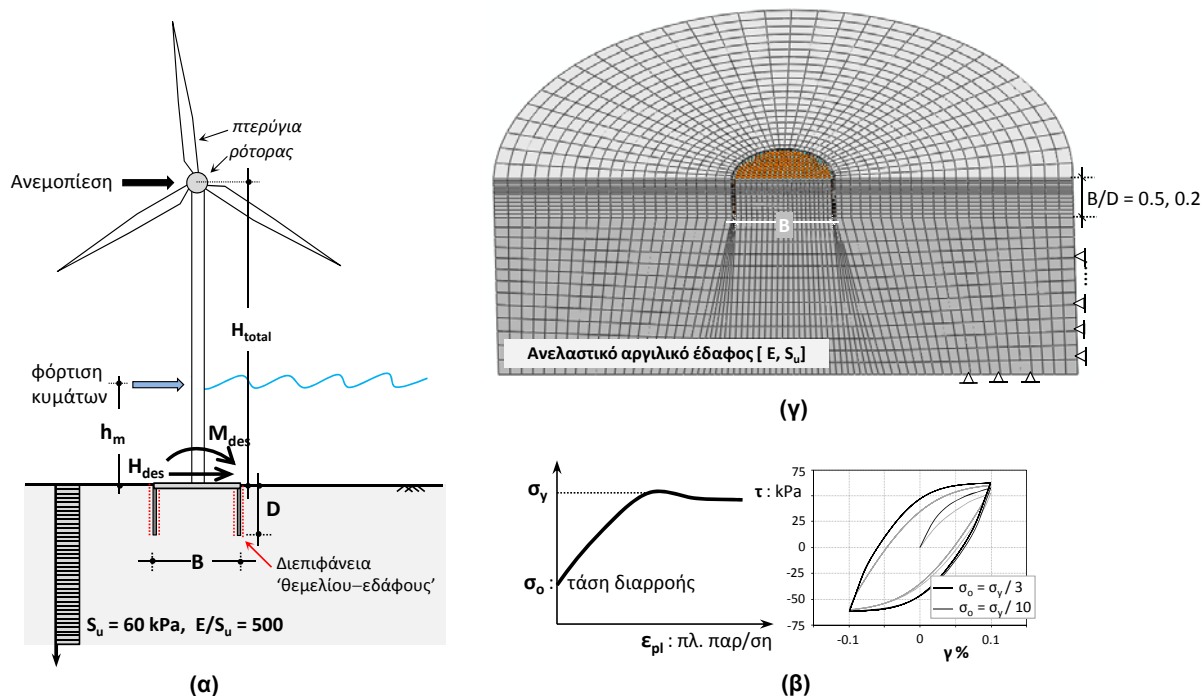 πτερύγια
ρότορας
Ανεμοπίεση
H_total
φόρτιση
κυμάτων
h_m
M_des
H_des
D
B
Διεπιφάνεια
‘θεμελίου–εδάφους’
S_u = 60 kPa, E/S_u = 500
(α)
B
B/D = 0.5, 0.2
Ανελαστικό αργιλικό έδαφος [ E, S_u]
(γ)
σ_y
σ_o : τάση διαρροής
ε_pl : πλ. παρ/ση
τ : kPa
75
50
25
0
-25
-50
-75
σ_o = σ_y / 3
σ_o = σ_y / 10
-0.1
0
0.1
γ %
(β)